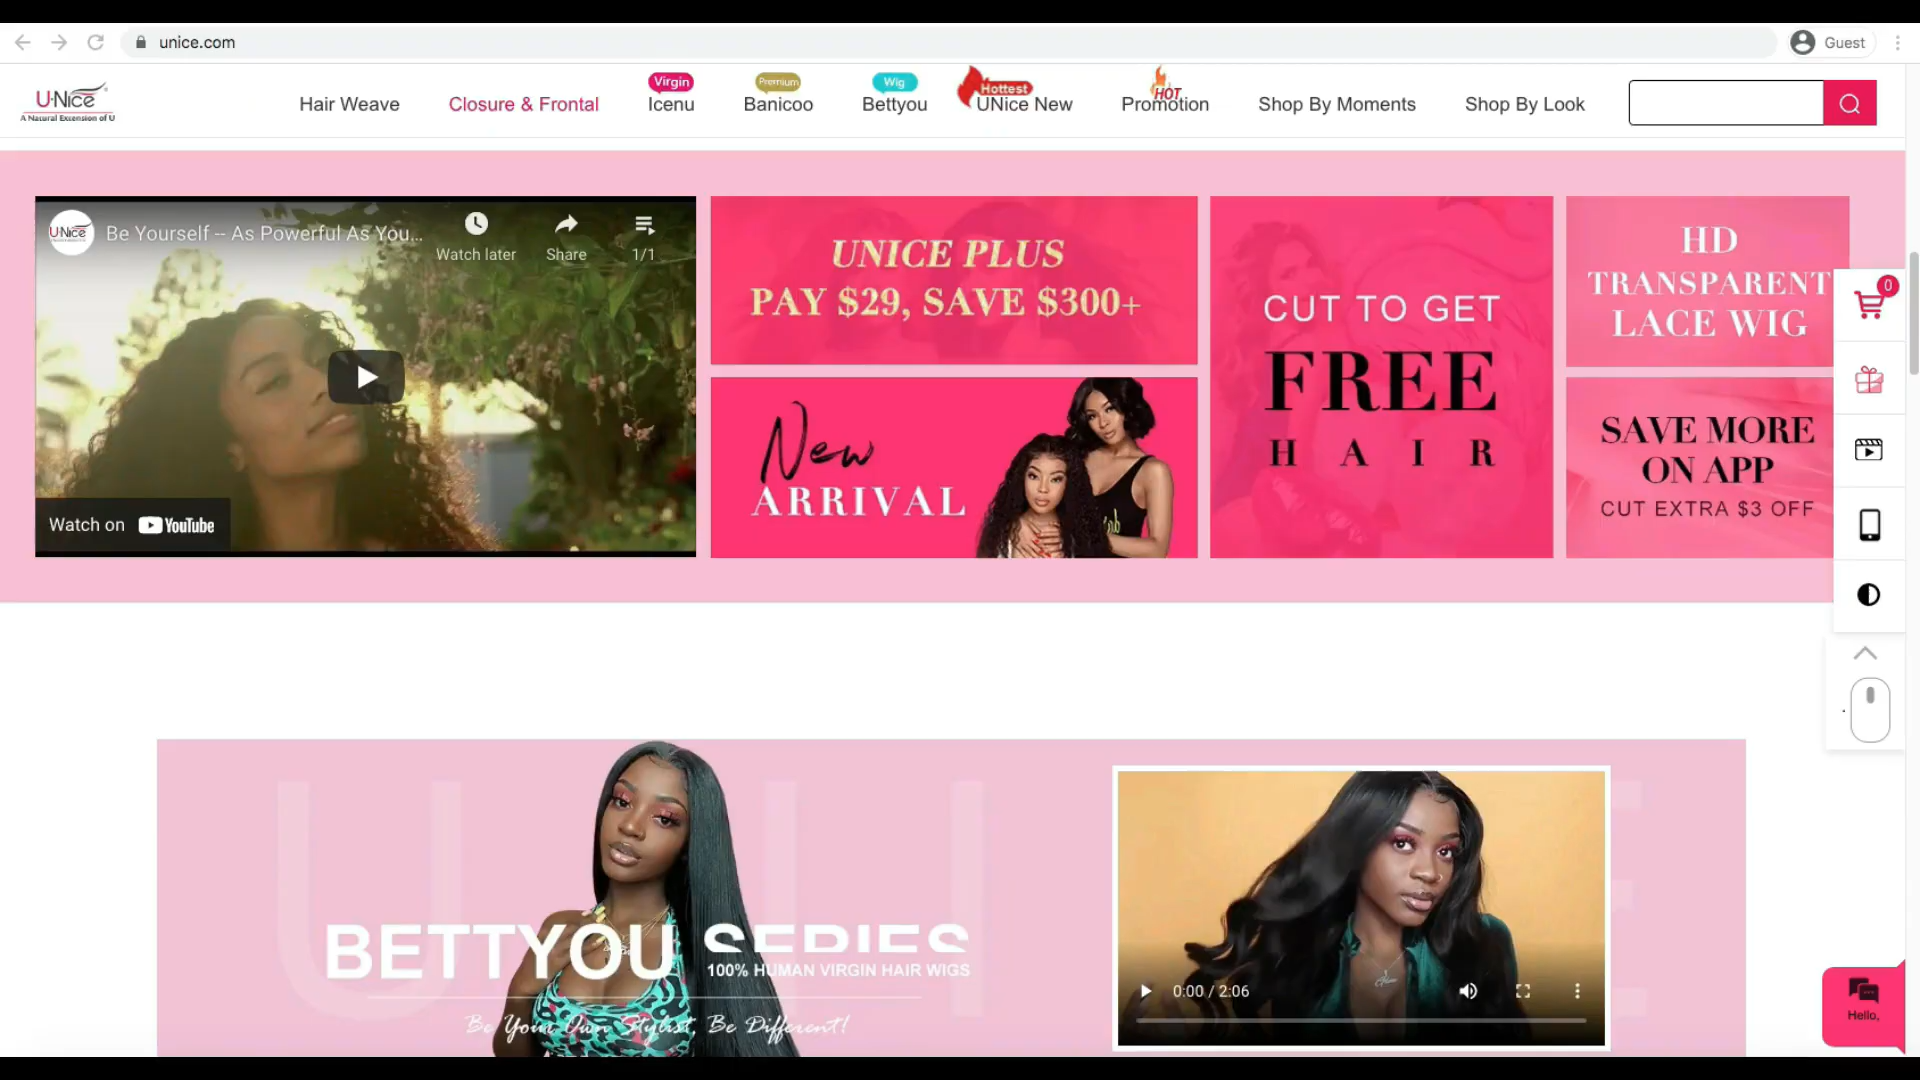 unice.com
Guest
U·Nice
A Natural Extension of U
Hair Weave
Closure & Frontal
Virgin
Icenu
Premium
Banicoo
Wig
Bettyou
Hottest
UNice New
HOT
Promotion
Shop By Moments
Shop By Look
U·Nice
Be Yourself -- As Powerful As You...
Watch later
Share
1/1
Watch on YouTube
UNICE PLUS
PAY $29, SAVE $300+
New
ARRIVAL
CUT TO GET
FREE
HAIR
HD
TRANSPARENT
LACE WIG
SAVE MORE
ON APP
CUT EXTRA $3 OFF
0
BETTYOU SERIES
100% HUMAN VIRGIN HAIR WIGS
Be Your Own Stylist, Be Different!
0:00 / 2:06
Hello,